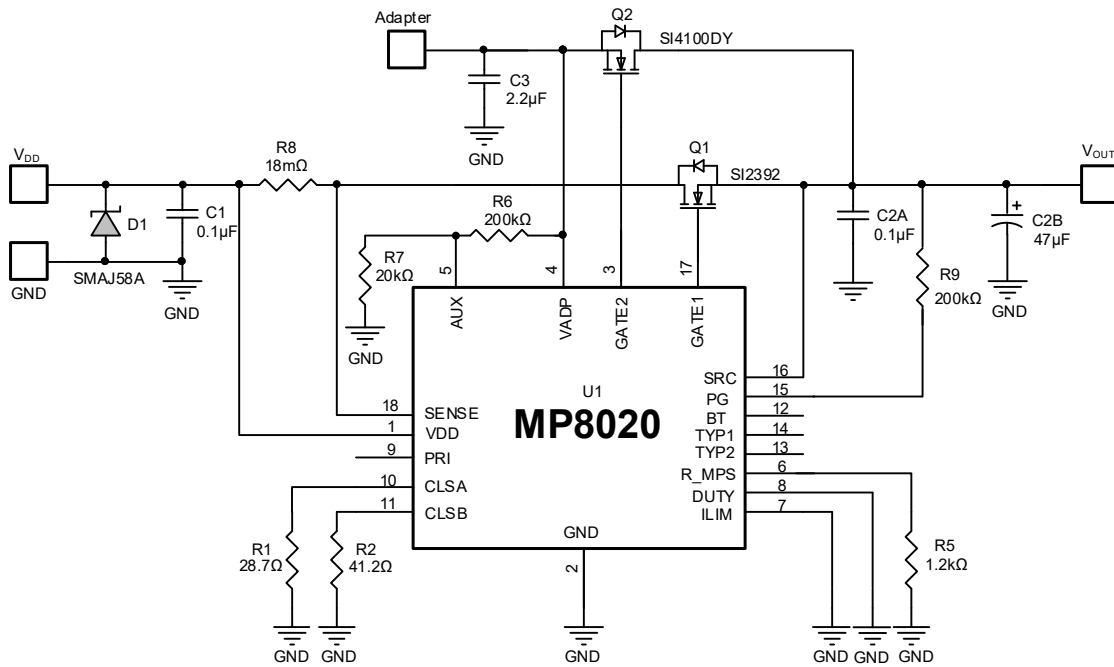 Adapter
Q2
SI4100DY
C3
2.2µF
GND
VDD
R8
18mΩ
Q1
SI2392
VOUT
D1
C1
0.1µF
R6
200kΩ
C2A
0.1µF
+
C2B
47µF
GND
SMAJ58A
GND
R7
20kΩ
R9
200kΩ
GND
GND
GND
5
4
3
17
AUX
VADP
GATE2
GATE1
U1
MP8020
18
SENSE
1
VDD
9
PRI
10
CLSA
11
CLSB
SRC
16
PG
15
BT
12
TYP1
14
TYP2
13
R_MPS
6
DUTY
8
ILIM
7
GND
2
R1
28.7Ω
R2
41.2Ω
R5
1.2kΩ
GND
GND
GND
GND
GND
GND